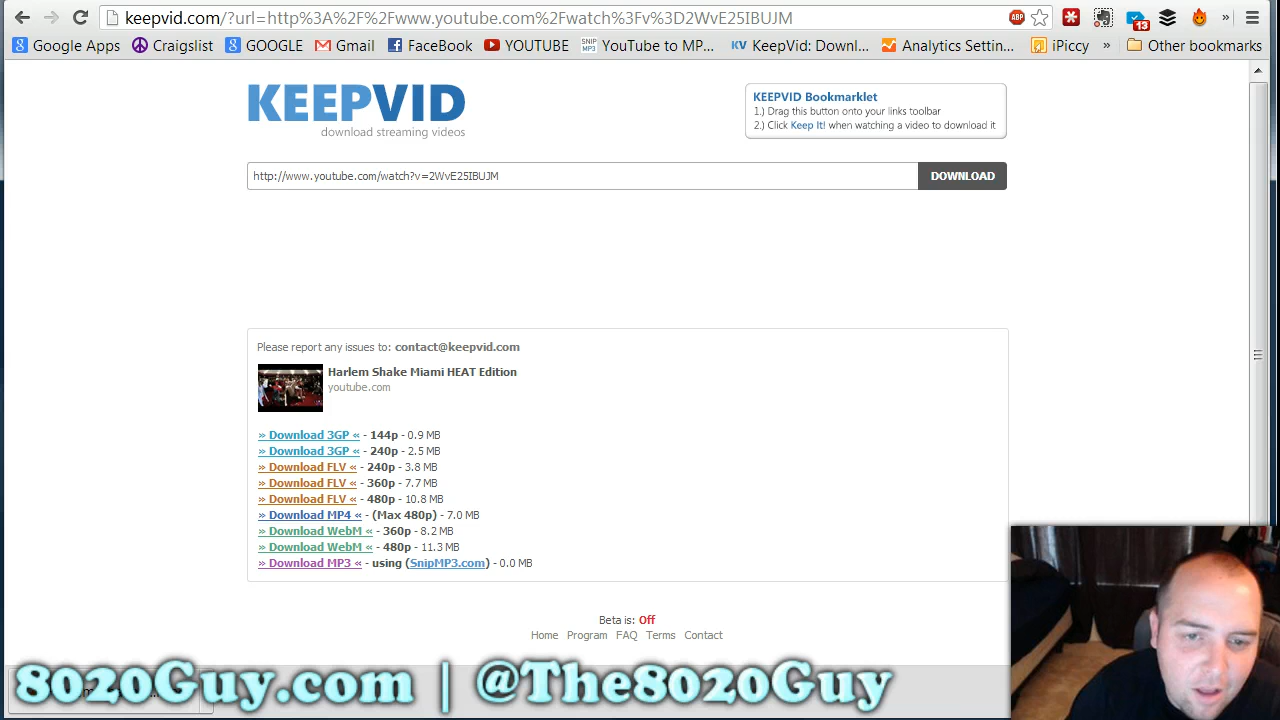 keepvid.com/?url=http%3A%2F%2Fwww.youtube.com%2Fwatch%3Fv%3D2WvE25IBUJM
ABP
13
»
Google Apps
Craigslist
GOOGLE
Gmail
FaceBook
YOUTUBE
SNIP MP3 YouTube to MP...
KV KeepVid: Downl...
Analytics Settin...
iPiccy
»
Other bookmarks
KEEPVID
download streaming videos
KEEPVID Bookmarklet
1.) Drag this button onto your links toolbar
2.) Click Keep It! when watching a video to download it
http://www.youtube.com/watch?v=2WvE25IBUJM
DOWNLOAD
Please report any issues to: contact@keepvid.com
Harlem Shake Miami HEAT Edition
youtube.com
» Download 3GP « - 144p - 0.9 MB
» Download 3GP « - 240p - 2.5 MB
» Download FLV « - 240p - 3.8 MB
» Download FLV « - 360p - 7.7 MB
» Download FLV « - 480p - 10.8 MB
» Download MP4 « - (Max 480p) - 7.0 MB
» Download WebM « - 360p - 8.2 MB
» Download WebM « - 480p - 11.3 MB
» Download MP3 « - using (SnipMP3.com) - 0.0 MB
Beta is: Off
Home Program FAQ Terms Contact
8020Guy.com | @The8020Guy